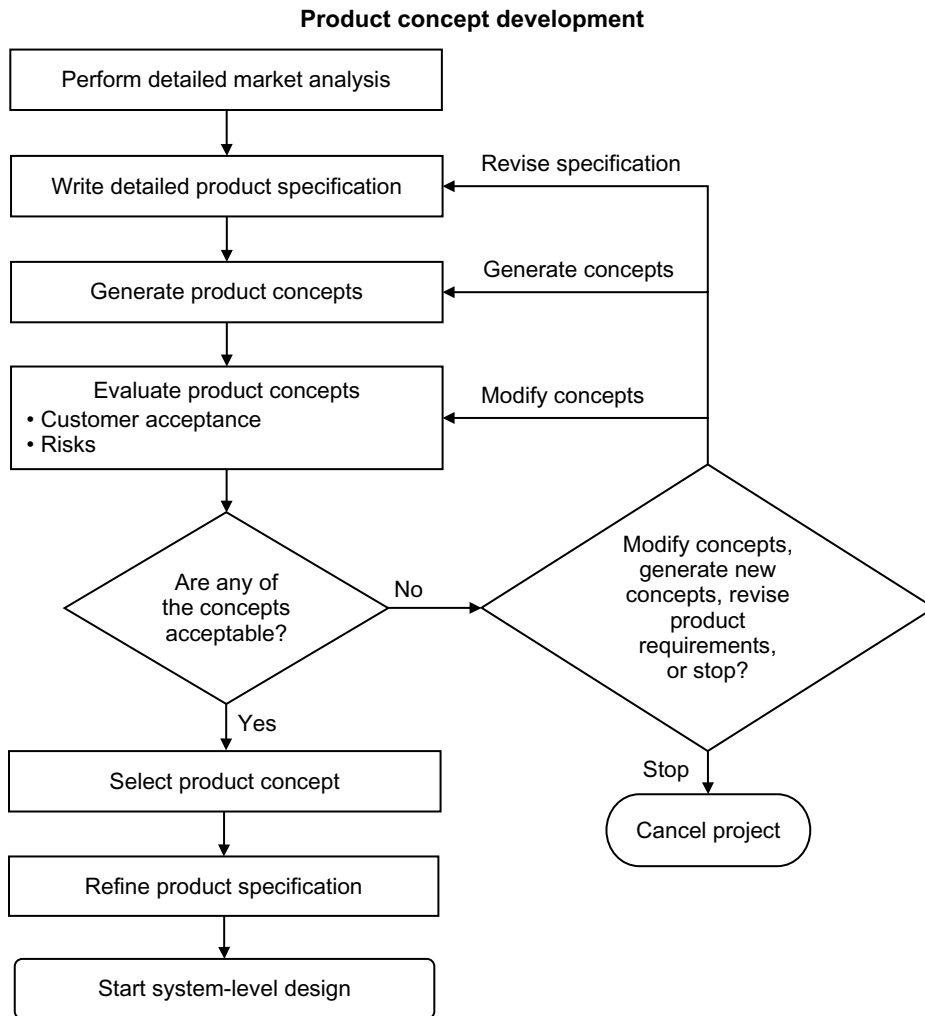 Product concept development
Perform detailed market analysis
Write detailed product specification
Revise specification
Generate product concepts
Generate concepts
Evaluate product concepts
• Customer acceptance
• Risks
Modify concepts
Are any of
the concepts
acceptable?
No
Modify concepts,
generate new
concepts, revise
product
requirements,
or stop?
Yes
Stop
Select product concept
Cancel project
Refine product specification
Start system-level design